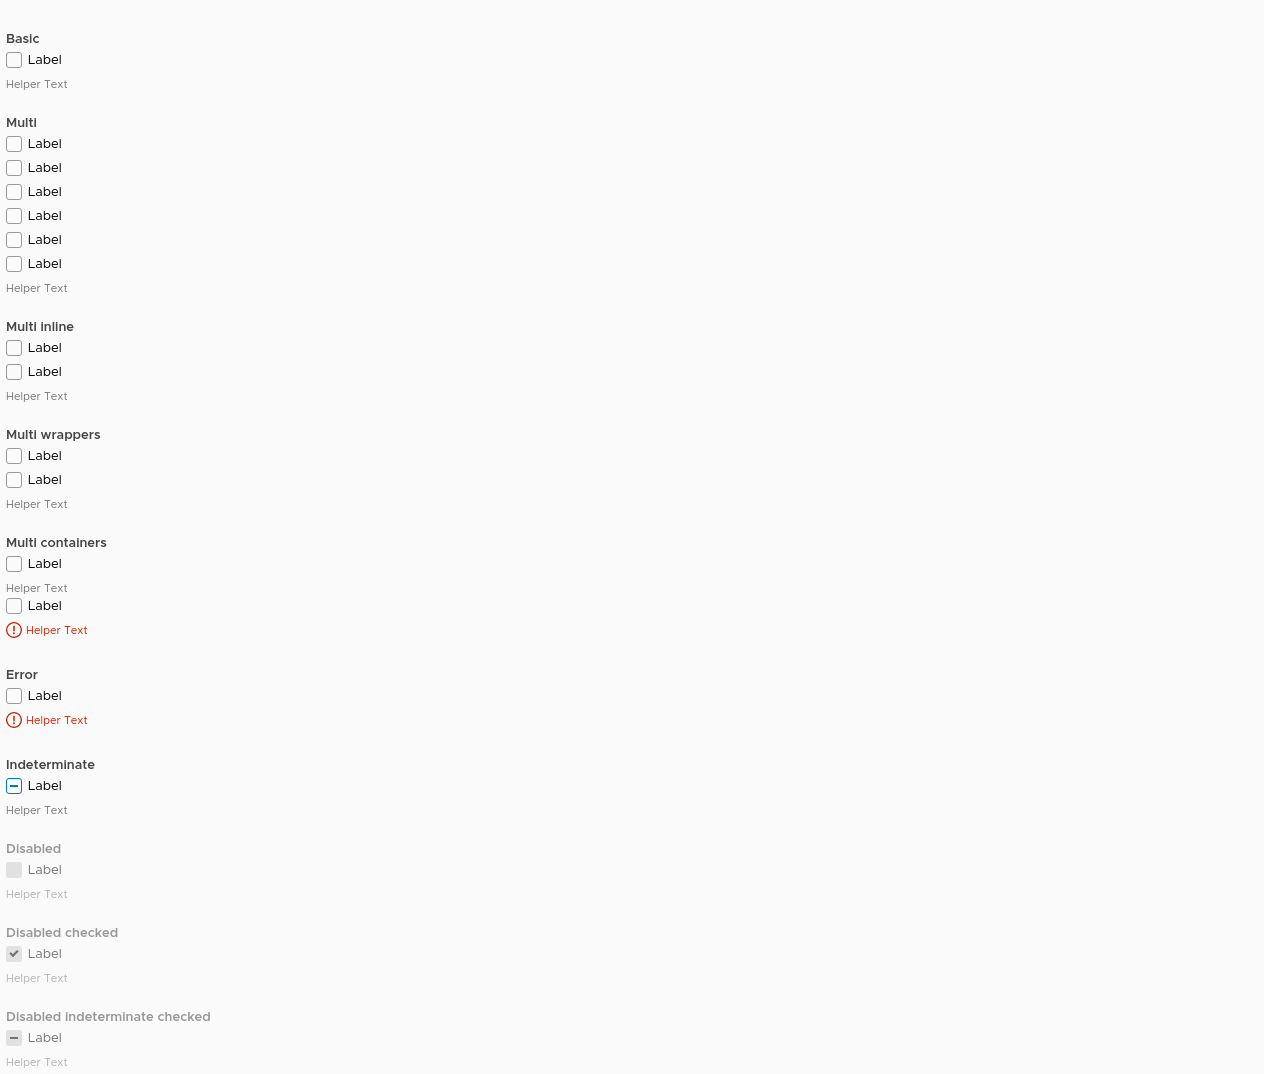 Basic
Label
Helper Text
Multi
Label
Label
Label
Label
Label
Label
Helper Text
Multi inline
Label
Label
Helper Text
Multi wrappers
Label
Label
Helper Text
Multi containers
Label
Helper Text
Label
Helper Text
Error
Label
Helper Text
Indeterminate
Label
Helper Text
Disabled
Label
Helper Text
Disabled checked
Label
Helper Text
Disabled indeterminate checked
Label
Helper Text